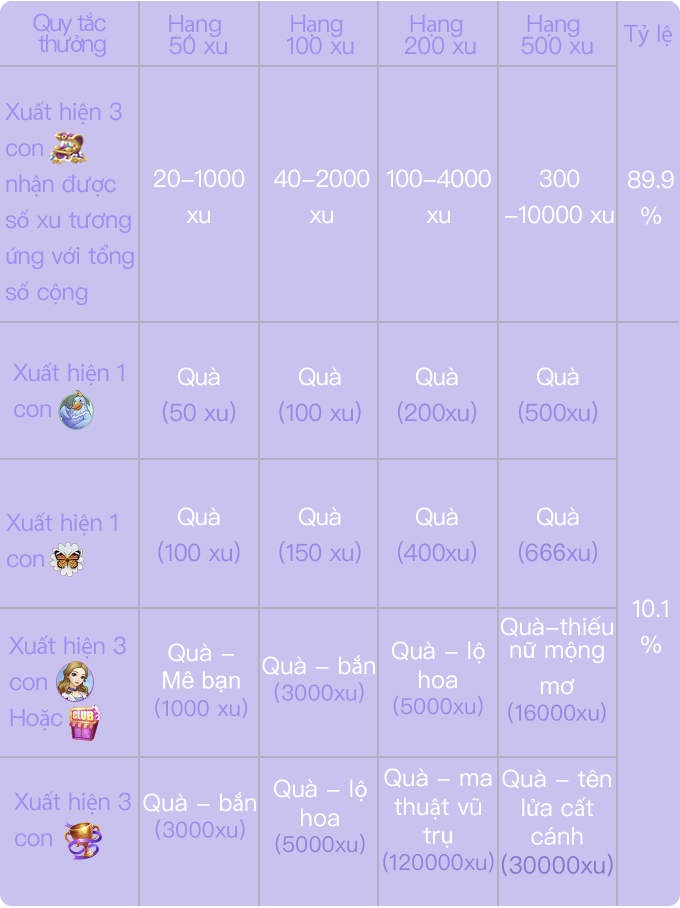 Quy tắc
thưởng
Hạng
50 xu
Hạng
100 xu
Hạng
200 xu
Hạng
500 xu
Tỷ lệ
Xuất hiện 3
con
nhận được
số xu tương
ứng với tổng
số cộng
20-1000
xu
40-2000
xu
100-4000
xu
300
-10000 xu
89.9
%
Xuất hiện 1
con
Quà
(50 xu)
Quà
(100 xu)
Quà
(200xu)
Quà
(500xu)
Xuất hiện 1
con
Quà
(100 xu)
Quà
(150 xu)
Quà
(400xu)
Quà
(666xu)
10.1
%
Xuất hiện 3
con
Hoặc CLUB
Quà -
Mê bạn
(1000 xu)
Quà - bắn
(3000xu)
Quà - lộ
hoa
(5000xu)
Quà-thiếu
nữ mộng
mơ
(16000xu)
Xuất hiện 3
con
Quà - bắn
(3000xu)
Quà - lộ
hoa
(5000xu)
Quà - ma
thuật vũ
trụ
(120000xu)
Quà - tên
lửa cất
cánh
(30000xu)